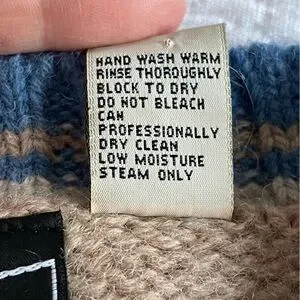 HAND WASH WARM
RINSE THOROUGHLY
BLOCK TO DRY
DO NOT BLEACH
CAN
PROFESSIONALLY
DRY CLEAN
LOW MOISTURE
STEAM ONLY